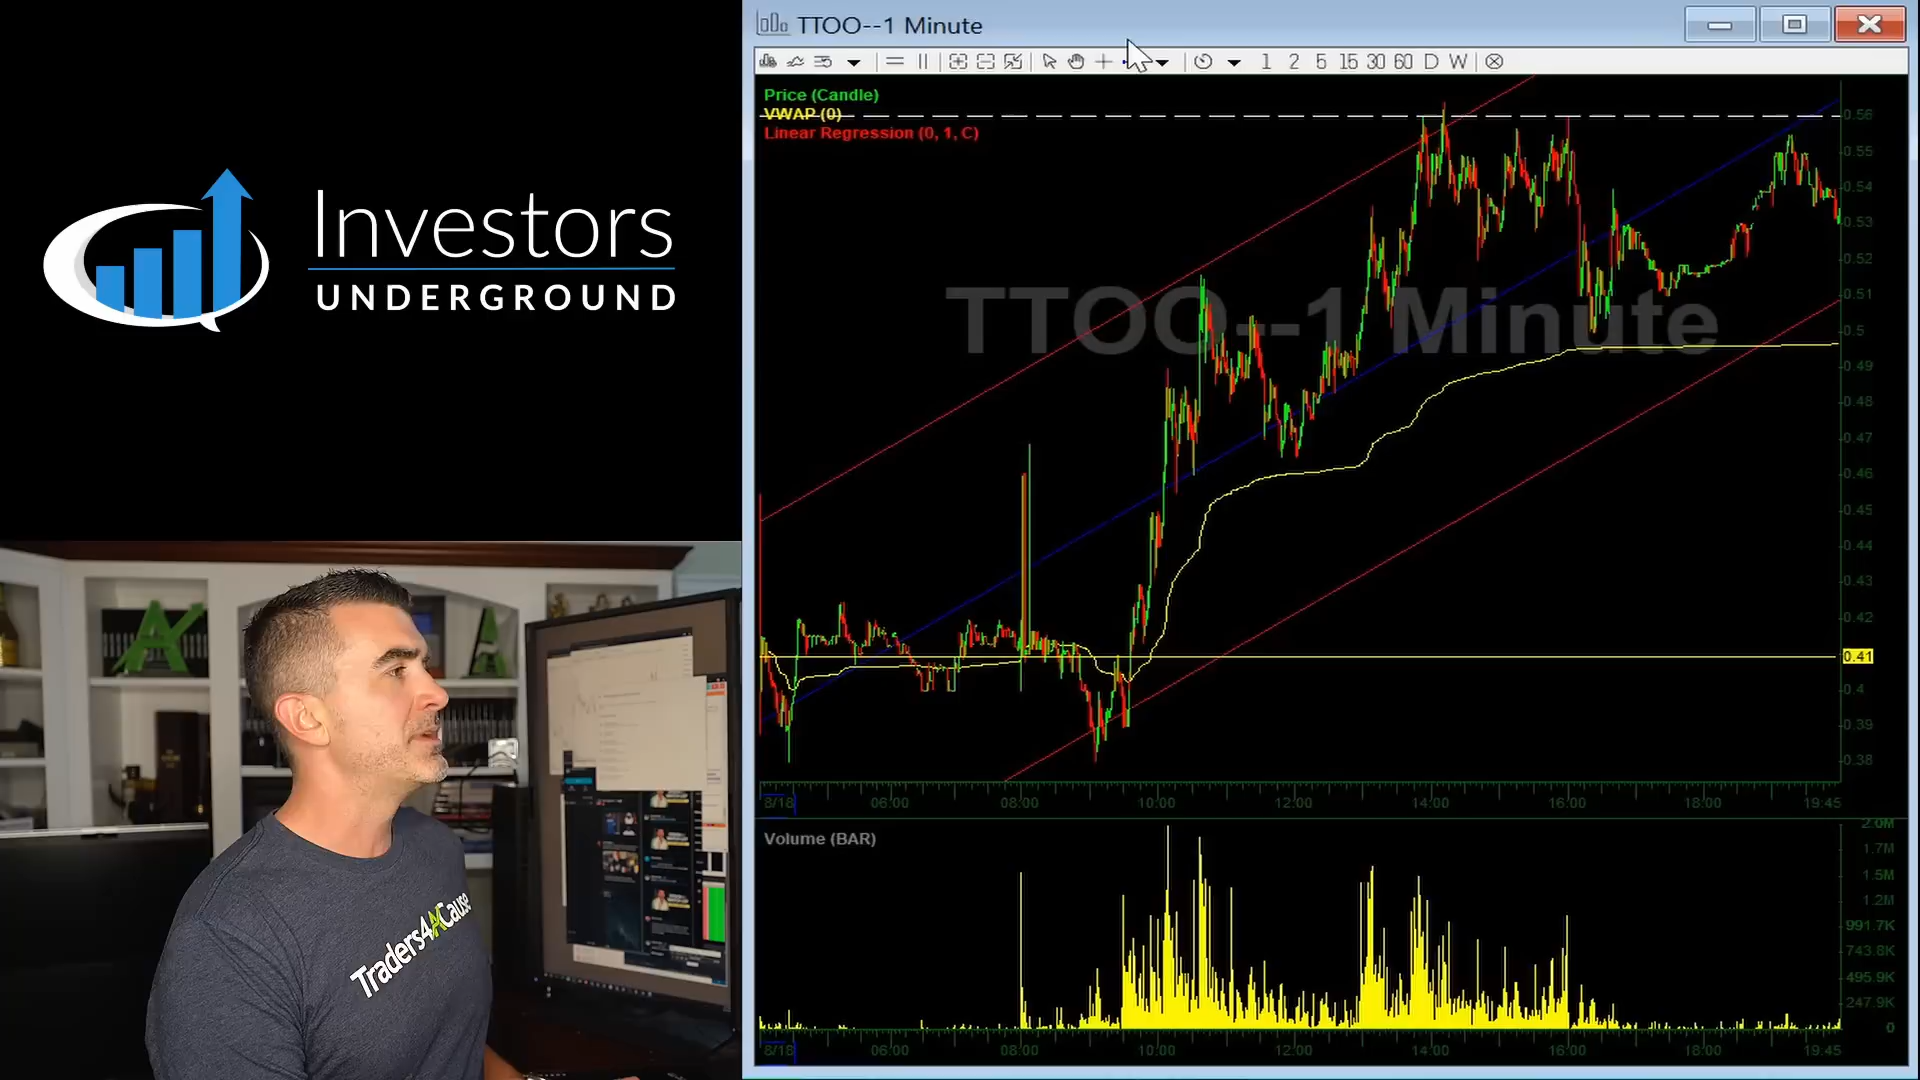 Investors
UNDERGROUND
Traders4ACause
TTOO--1 Minute
1 2 5 15 30 60 D W
Price (Candle)
VWAP (0)
Linear Regression (0, 1, C)
TTOO--1 Minute
0.56
0.55
0.54
0.53
0.52
0.51
0.5
0.49
0.48
0.47
0.46
0.45
0.44
0.43
0.42
0.41
0.4
0.39
0.38
8/18 06:00 08:00 10:00 12:00 14:00 16:00 18:00 19:45
Volume (BAR)
2.0M
1.7M
1.5M
1.2M
991.7K
743.8K
495.9K
247.9K
0
8/18 06:00 08:00 10:00 12:00 14:00 16:00 18:00 19:45